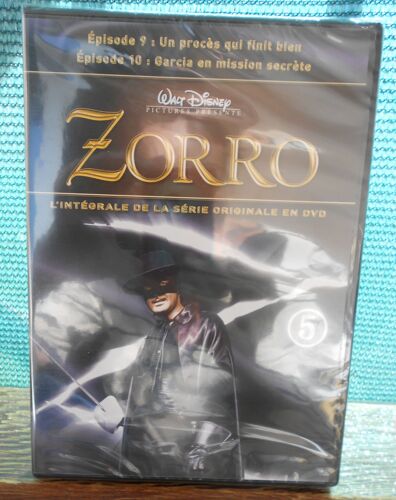 Épisode 9 : Un procès qui finit bien
Épisode 10 : Garcia en mission secrète
WALT DISNEY
PICTURES PRÉSENTE
ZORRO
L'INTÉGRALE DE LA SÉRIE ORIGINALE EN DVD
5